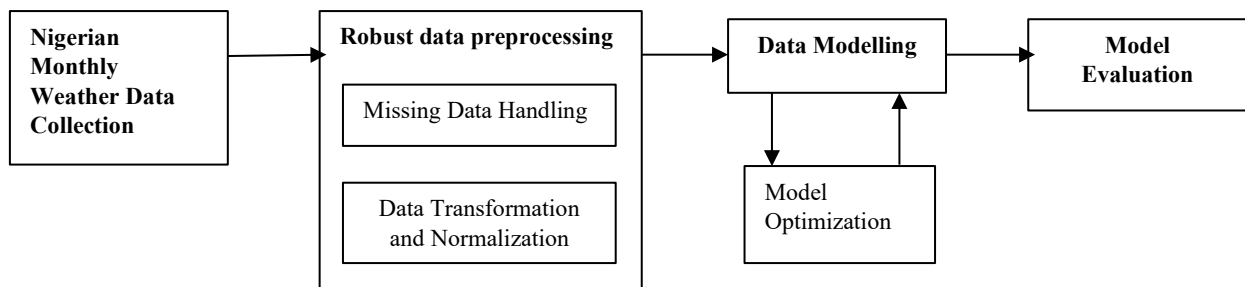 Nigerian
Monthly
Weather Data
Collection
Robust data preprocessing
Missing Data Handling
Data Transformation
and Normalization
Data Modelling
Model
Optimization
Model
Evaluation